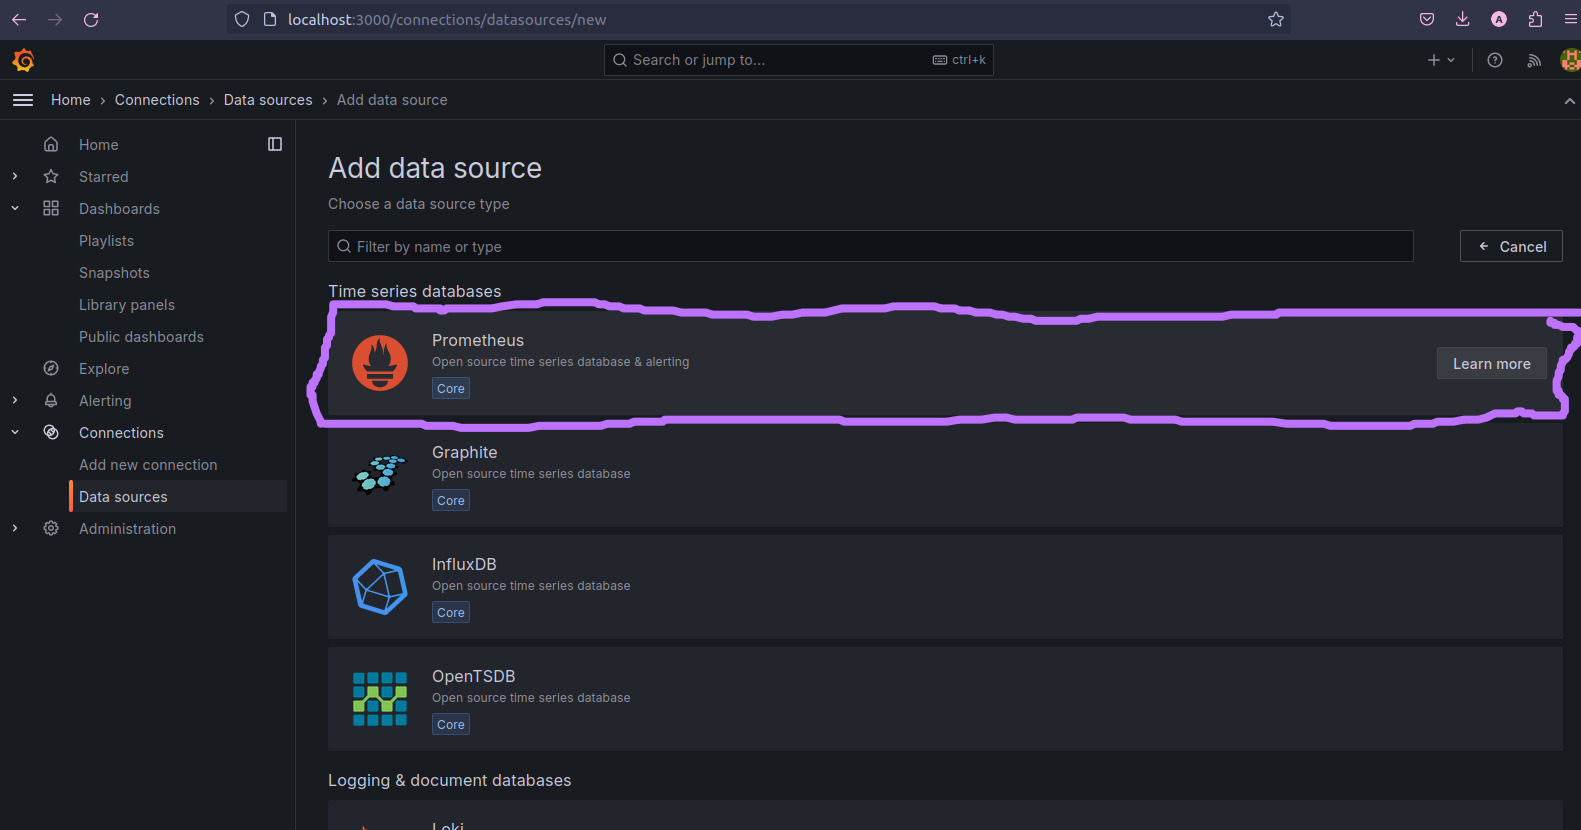 localhost:3000/connections/datasources/new
A
Search or jump to...
ctrl+k
Home › Connections › Data sources › Add data source
Home
Starred
Dashboards
Playlists
Snapshots
Library panels
Public dashboards
Explore
Alerting
Connections
Add new connection
Data sources
Administration
Add data source
Choose a data source type
Filter by name or type
Cancel
Time series databases
Prometheus
Open source time series database & alerting
Core
Learn more
Graphite
Open source time series database
Core
InfluxDB
Open source time series database
Core
OpenTSDB
Open source time series database
Core
Logging & document databases
Loki